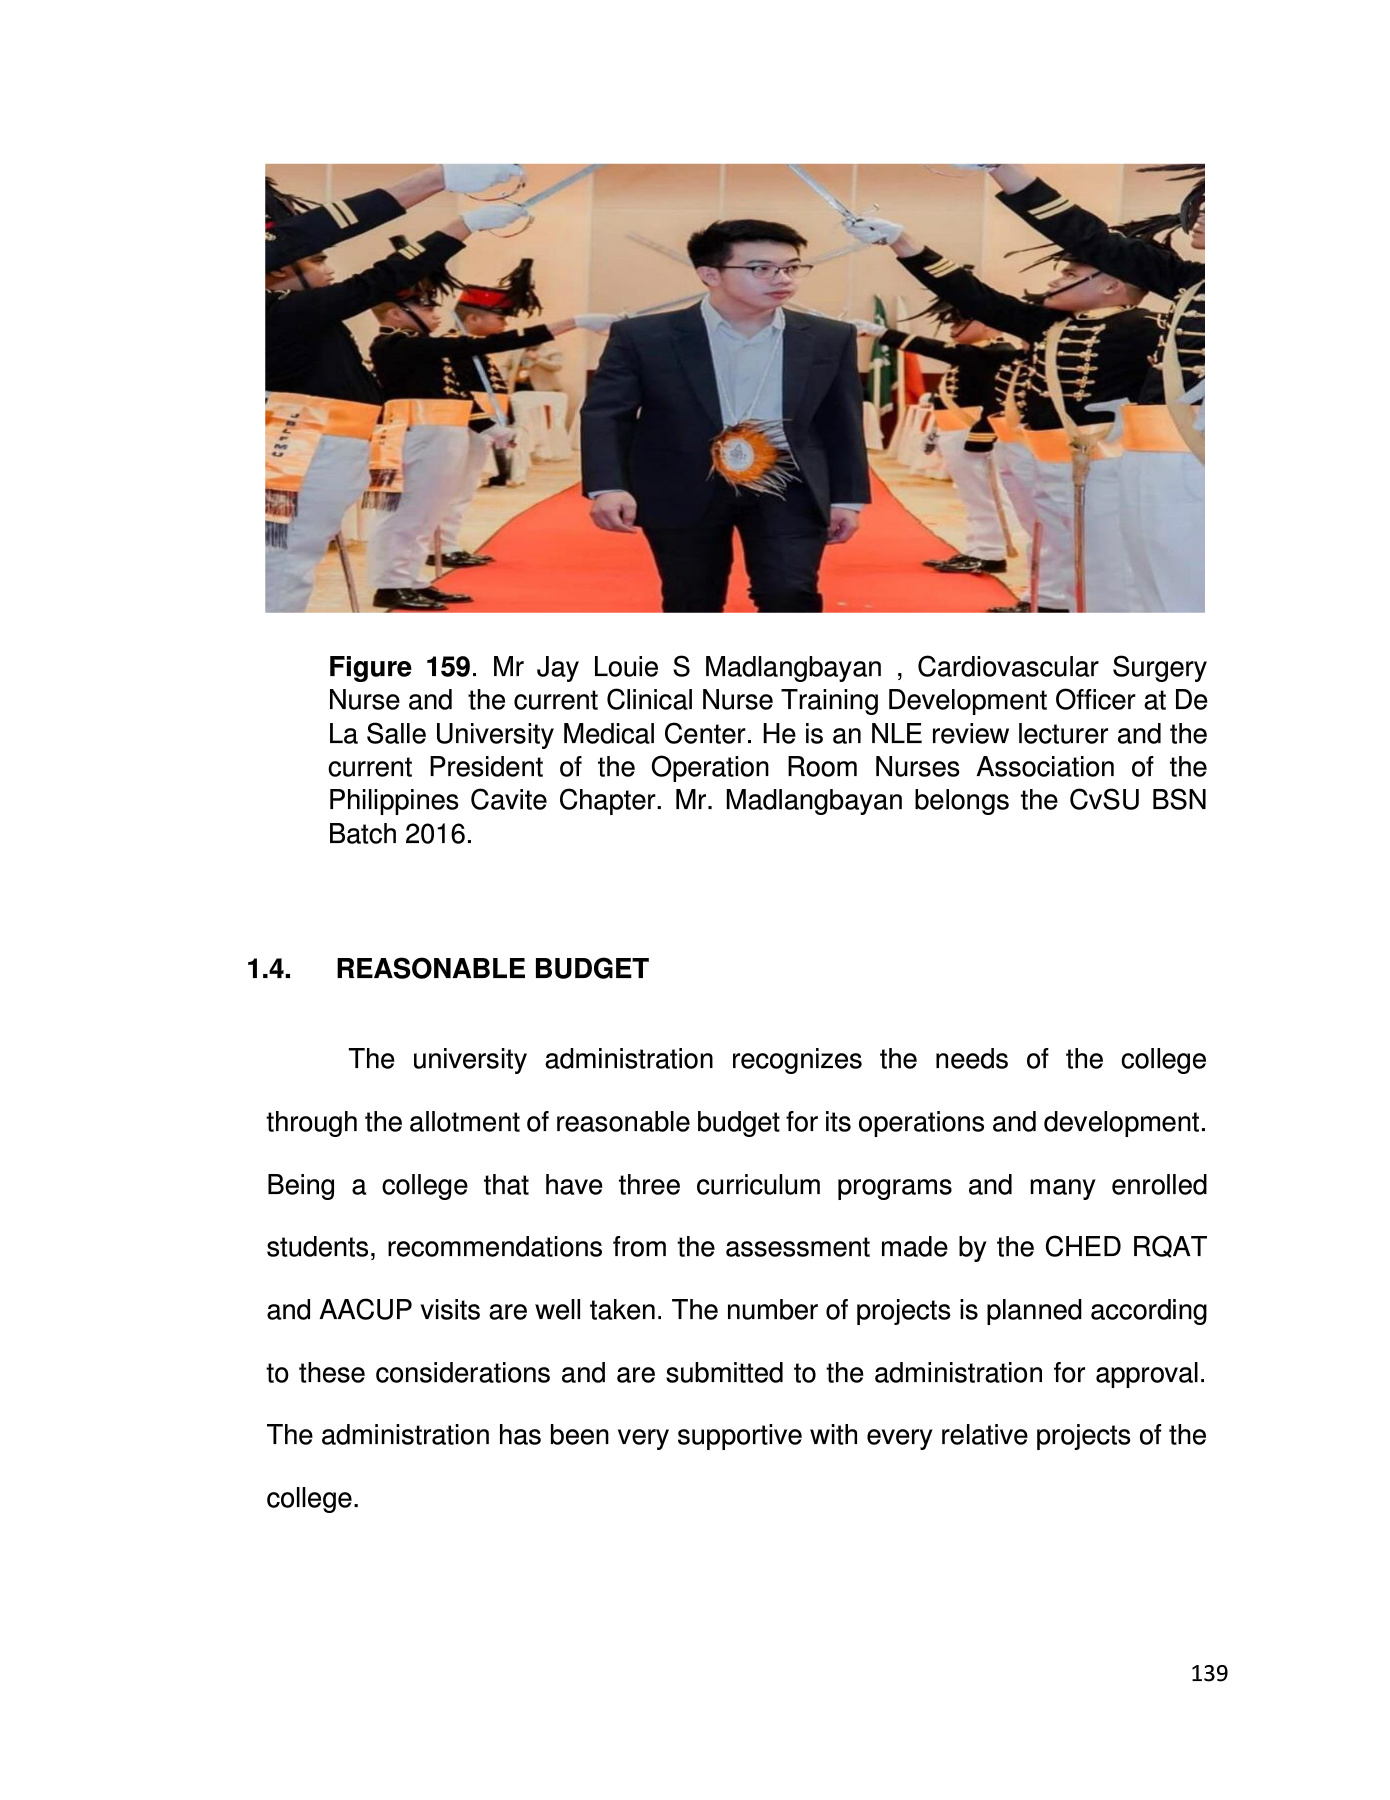 Figure 159. Mr Jay Louie S Madlangbayan , Cardiovascular Surgery
Nurse and the current Clinical Nurse Training Development Officer at De
La Salle University Medical Center. He is an NLE review lecturer and the
current President of the Operation Room Nurses Association of the
Philippines Cavite Chapter. Mr. Madlangbayan belongs the CvSU BSN
Batch 2016.
1.4. REASONABLE BUDGET
The university administration recognizes the needs of the college
through the allotment of reasonable budget for its operations and development.
Being a college that have three curriculum programs and many enrolled
students, recommendations from the assessment made by the CHED RQAT
and AACUP visits are well taken. The number of projects is planned according
to these considerations and are submitted to the administration for approval.
The administration has been very supportive with every relative projects of the
college.
139